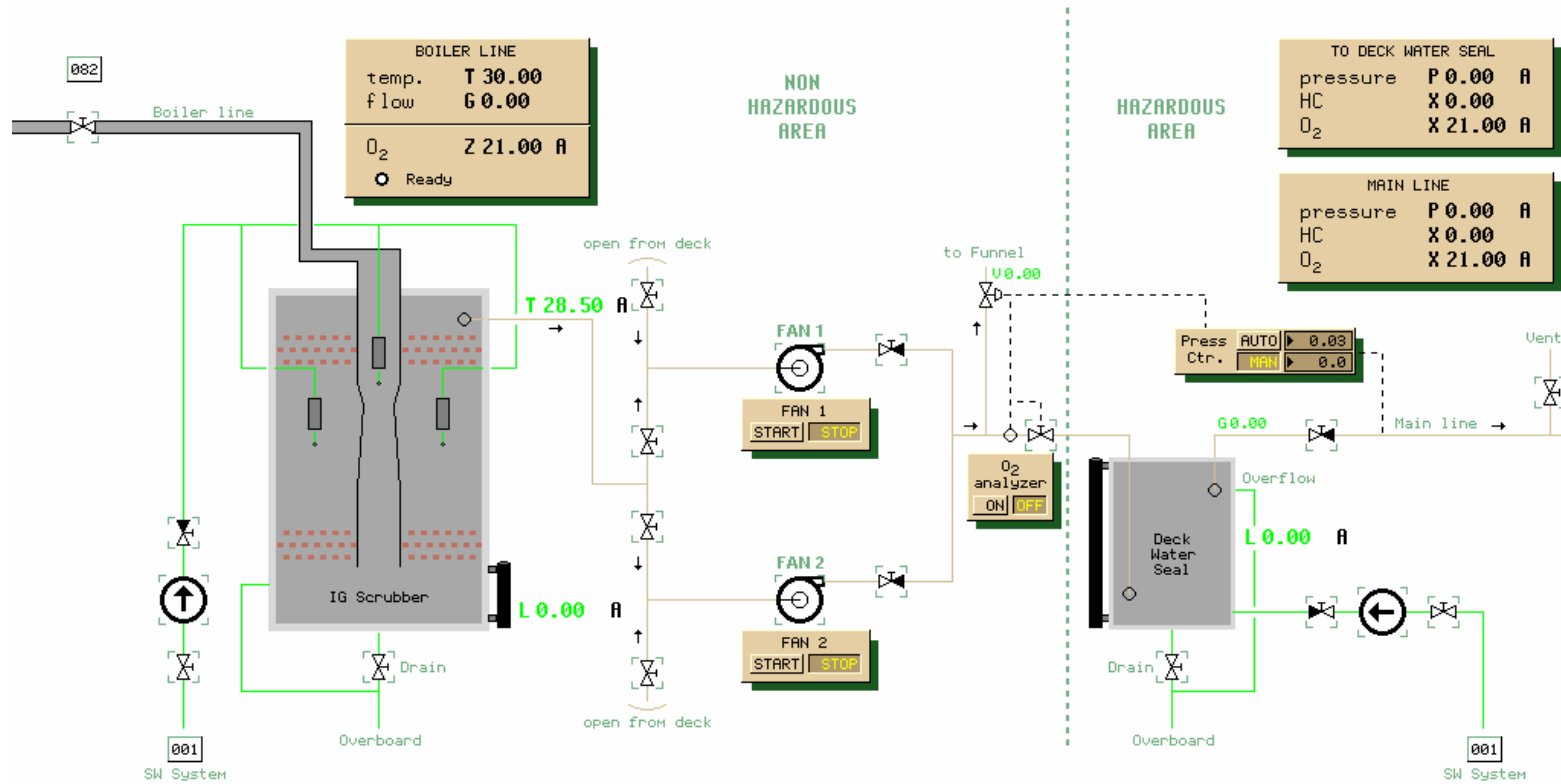 082
Boiler line
BOILER LINE
temp. T 30.00
flow G 0.00
O2 Z 21.00 A
Ready
NON
HAZARDOUS
AREA
HAZARDOUS
AREA
TO DECK WATER SEAL
pressure P 0.00 A
HC X 0.00
O2 X 21.00 A
MAIN LINE
pressure P 0.00 A
HC X 0.00
O2 X 21.00 A
open from deck
to Funnel
V 0.00
T 28.50 A
FAN 1
FAN 1
START STOP
Press Ctr.
AUTO 0.03
MAN 0.0
Vent
G 0.00
Main line
O2
analyzer
ON OFF
Overflow
L 0.00 A
Deck
Water
Seal
FAN 2
FAN 2
START STOP
IG Scrubber
L 0.00 A
Drain
Drain
open from deck
Overboard
Overboard
001
SW System
001
SW System